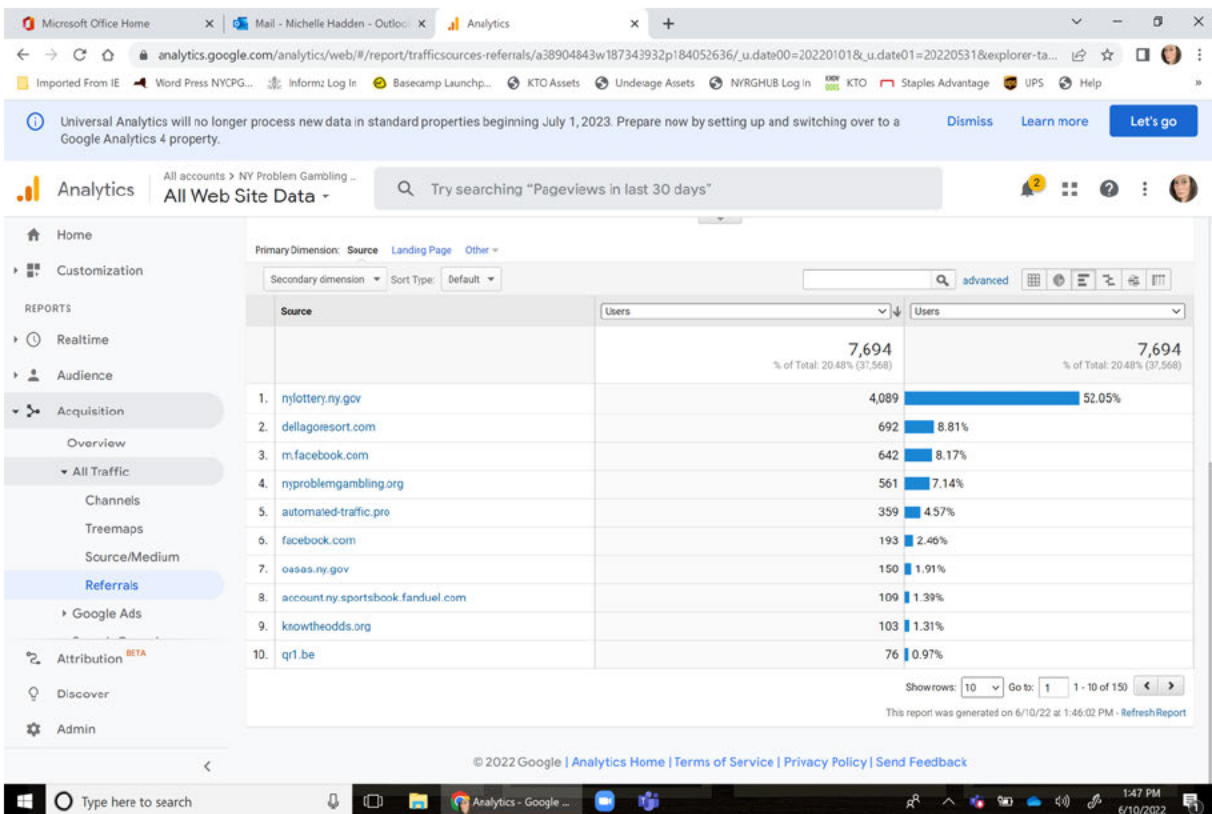 Microsoft Office Home
Mail - Michelle Hadden - Outloo
Analytics
analytics.google.com/analytics/web/#/report/trafficsources-referrals/a38904843w187343932p184052636/_u.date00=20220101&_u.date01=20220531&explorer-ta...
Imported From IE Word Press NYCPG... Informz Log In Basecamp Launchp... KTO Assets Underage Assets NYRGHUB Log in KTO Staples Advantage UPS Help »
Universal Analytics will no longer process new data in standard properties beginning July 1, 2023. Prepare now by setting up and switching over to a
Google Analytics 4 property.
Dismiss Learn more Let's go
Analytics
All accounts > NY Problem Gambling ..
All Web Site Data
Try searching "Pageviews in last 30 days"
2
Home
Customization
REPORTS
Realtime
Audience
Acquisition
Overview
All Traffic
Channels
Treemaps
Source/Medium
Referrals
Google Ads
Attribution BETA
Discover
Admin
Primary Dimension: Source Landing Page Other
Secondary dimension Sort Type: Default advanced
Source Users Users
7,694 7,694
% of Total: 20.48% (37,568) % of Total: 20.48% (37,568)
1. nylottery.ny.gov 4,089 52.05%
2. dellagoresort.com 692 8.81%
3. m.facebook.com 642 8.17%
4. nyproblemgambling.org 561 7.14%
5. automated-traffic.pro 359 4.57%
6. facebook.com 193 2.46%
7. oasas.ny.gov 150 1.91%
8. account.ny.sportsbook.fanduel.com 109 1.39%
9. knowtheodds.org 103 1.31%
10. qr1.be 76 0.97%
Show rows: 10 Go to: 1 1 - 10 of 150
This report was generated on 6/10/22 at 1:46:02 PM - Refresh Report
© 2022 Google | Analytics Home | Terms of Service | Privacy Policy | Send Feedback
Type here to search
Analytics - Google ...
1:47 PM
6/10/2022
1